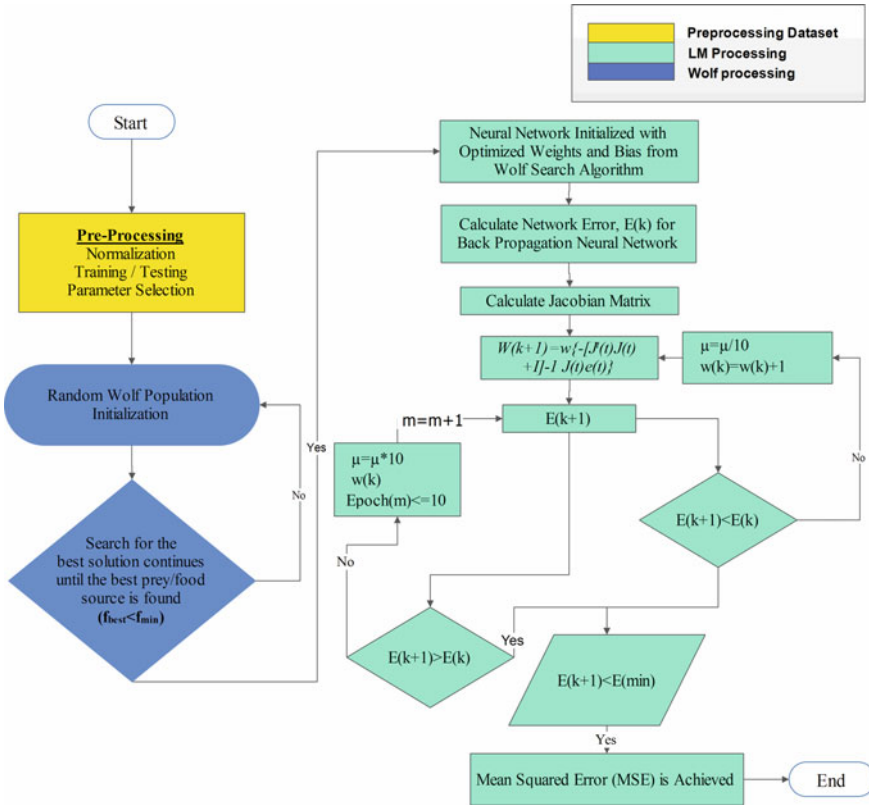 Preprocessing Dataset
LM Processing
Wolf processing
Start
Pre-Processing
Normalization
Training / Testing
Parameter Selection
Random Wolf Population
Initialization
No
Search for the
best solution continues
until the best prey/food
source is found
(fbest<fmin)
Yes
Neural Network Initialized with
Optimized Weights and Bias from
Wolf Search Algorithm
Calculate Network Error, E(k) for
Back Propagation Neural Network
Calculate Jacobian Matrix
W(k+1)=w{-[J'(t)J(t)
+I]-1 J(t)e(t)}
µ=µ/10
w(k)=w(k)+1
m=m+1
E(k+1)
µ=µ*10
w(k)
Epoch(m)<=10
No
E(k+1)<E(k)
No
E(k+1)>E(k)
Yes
E(k+1)<E(min)
Yes
Mean Squared Error (MSE) is Achieved
End